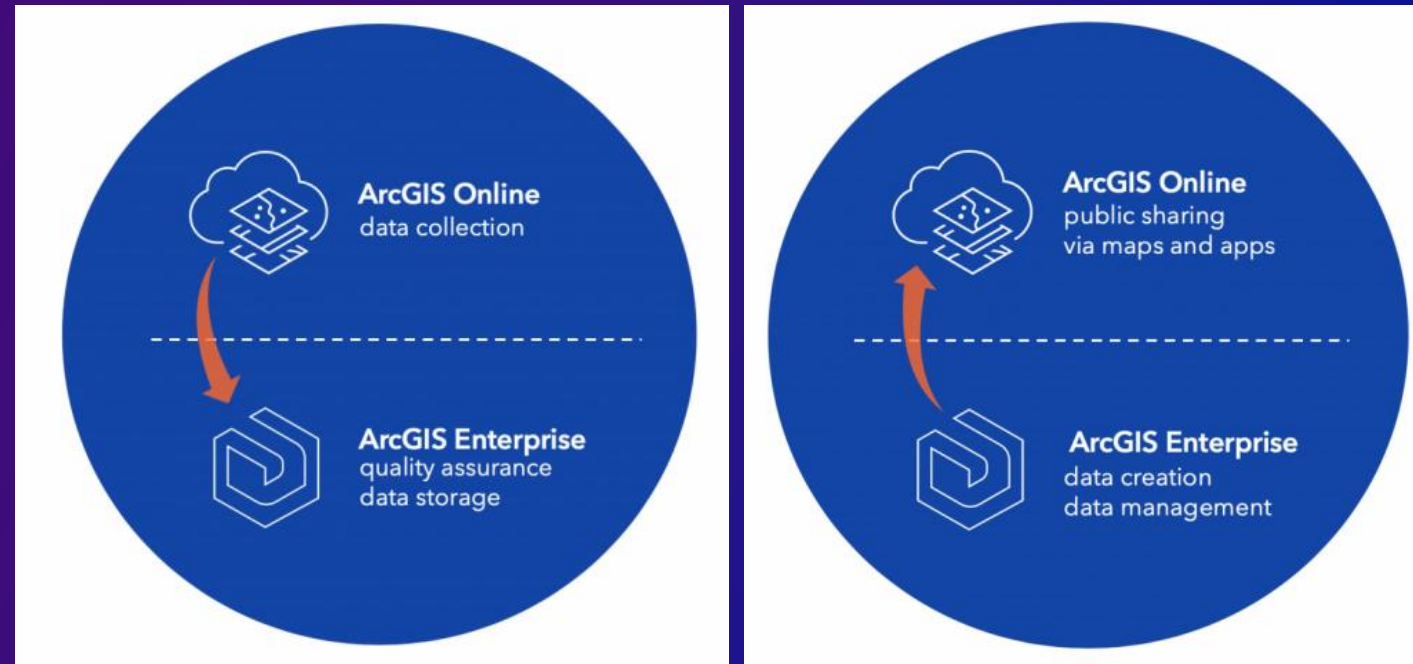 ArcGIS Online
data collection
ArcGIS Enterprise
quality assurance
data storage
ArcGIS Online
public sharing
via maps and apps
ArcGIS Enterprise
data creation
data management